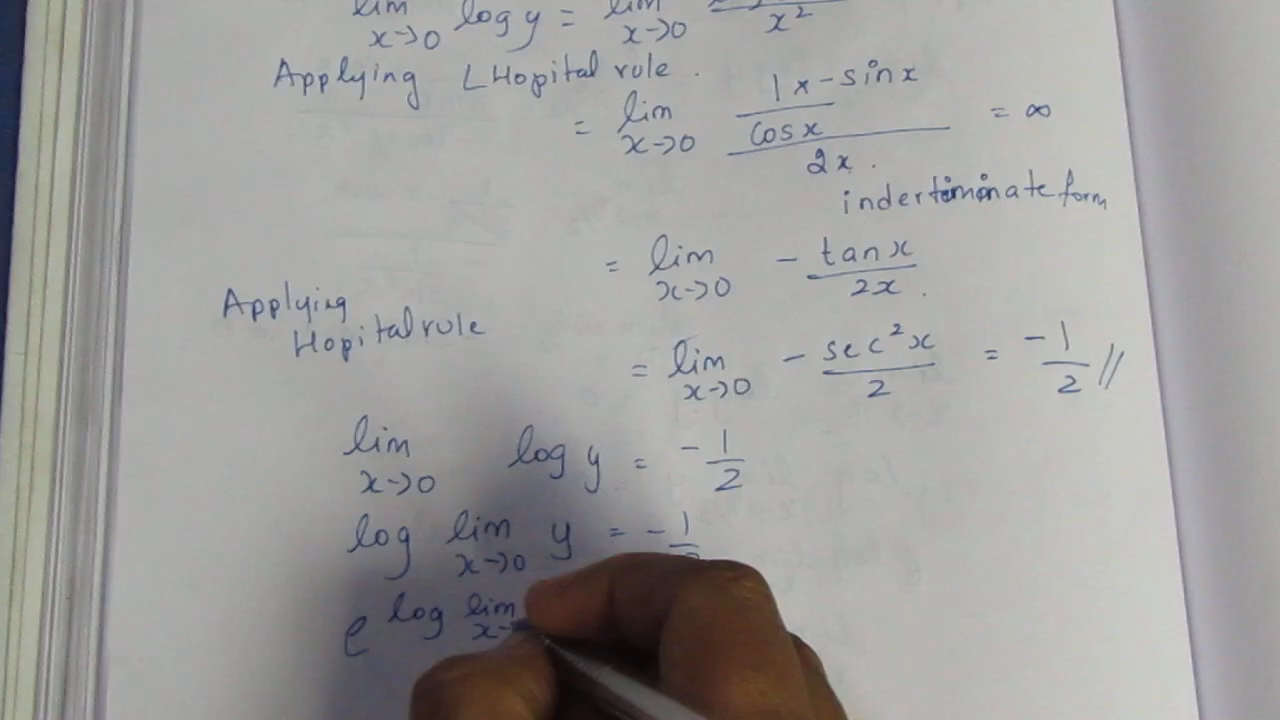 lim log y = lim
x→0 x→0 x²
Applying L Hopital rule.
= lim 1 x - sin x = ∞
x→0 cos x
2x.
inderteminate form
= lim - tan x
x→0 2x.
Applying
Hopital rule
= lim - sec² x = -1
x→0 2 2 //
lim log y = - 1
x→0 2
log lim y = - 1
x→0
e log lim
x→